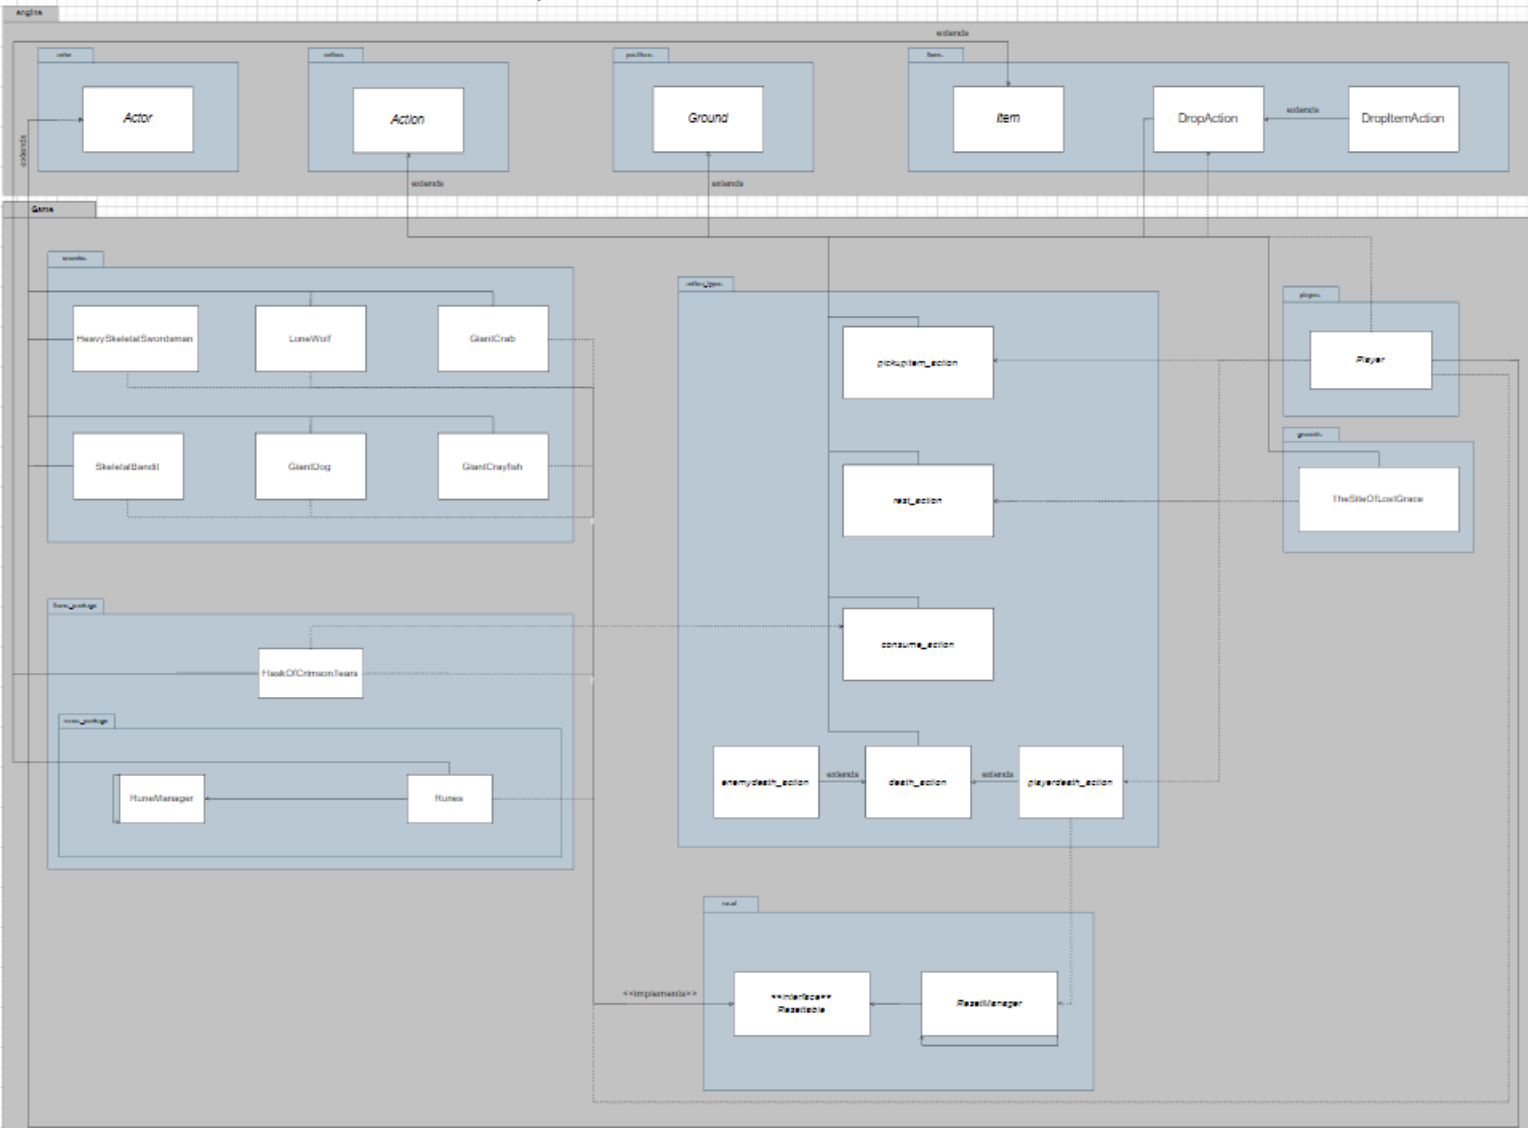 engine
extends
Actor
Action
Ground
Item
DropAction
extends
DropItemAction
extends
extends
extends
Game
HeavySkeletalSwordsman
LoneWolf
GiantCrab
pickupitem_action
Player
SkeletalBandit
GiantDog
GiantCrayfish
rest_action
TheSiteOfLostGrace
consume_action
FlaskOfCrimsonTears
RuneManager
Runes
enemydeath_action
extends
death_action
extends
playerdeath_action
<<implements>>
<<interface>>
Resettable
ResetManager